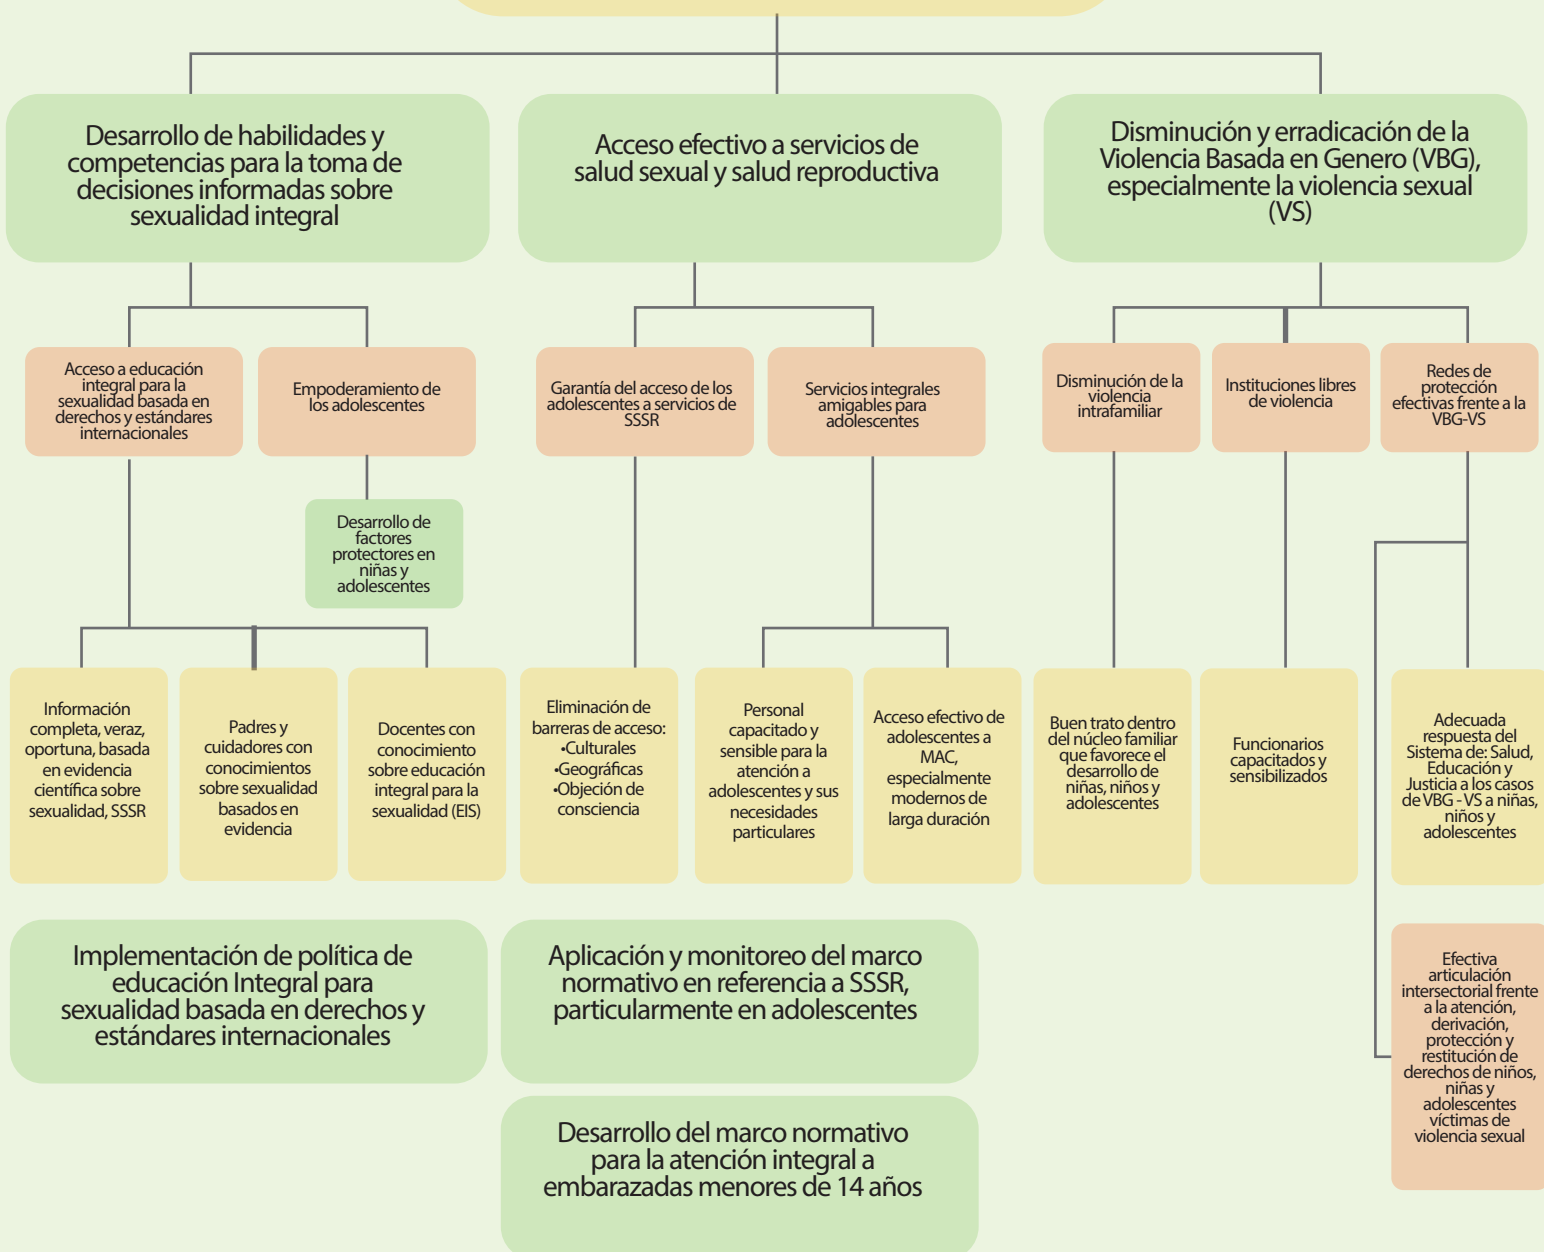 Desarrollo de habilidades y
competencias para la toma de
decisiones informadas sobre
sexualidad integral
Acceso efectivo a servicios de
salud sexual y salud reproductiva
Disminución y erradicación de la
Violencia Basada en Genero (VBG),
especialmente la violencia sexual
(VS)
Acceso a educación
integral para la
sexualidad basada en
derechos y estándares
internacionales
Empoderamiento de
los adolescentes
Garantía del acceso de los
adolescentes a servicios de
SSSR
Servicios integrales
amigables para
adolescentes
Disminución de la
violencia
intrafamiliar
Instituciones libres
de violencia
Redes de
protección
efectivas frente a la
VBG-VS
Desarrollo de
factores
protectores en
niñas y
adolescentes
Información
completa, veraz,
oportuna, basada
en evidencia
científica sobre
sexualidad, SSSR
Padres y
cuidadores con
conocimientos
sobre sexualidad
basados en
evidencia
Docentes con
conocimiento
sobre educación
integral para la
sexualidad (EIS)
Eliminación de
barreras de acceso:
•Culturales
•Geográficas
•Objeción de
consciencia
Personal
capacitado y
sensible para la
atención a
adolescentes y sus
necesidades
particulares
Acceso efectivo de
adolescentes a
MAC,
especialmente
modernos de
larga duración
Buen trato dentro
del núcleo familiar
que favorece el
desarrollo de
niñas, niños y
adolescentes
Funcionarios
capacitados y
sensibilizados
Adecuada
respuesta del
Sistema de: Salud,
Educación y
Justicia a los casos
de VBG - VS a niñas,
niños y
adolescentes
Implementación de política de
educación Integral para
sexualidad basada en derechos y
estándares internacionales
Aplicación y monitoreo del marco
normativo en referencia a SSSR,
particularmente en adolescentes
Efectiva
articulación
intersectorial frente
a la atención,
derivación,
protección y
restitución de
derechos de niños,
niñas y
adolescentes
víctimas de
violencia sexual
Desarrollo del marco normativo
para la atención integral a
embarazadas menores de 14 años